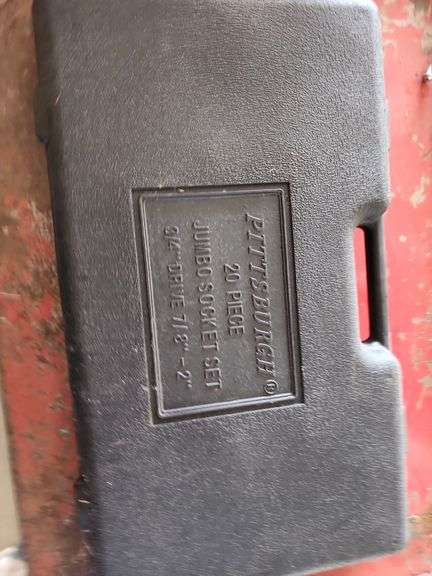 PITTSBURGH®
20 PIECE
JUMBO SOCKET SET
3/4" DRIVE 7/8"-2"